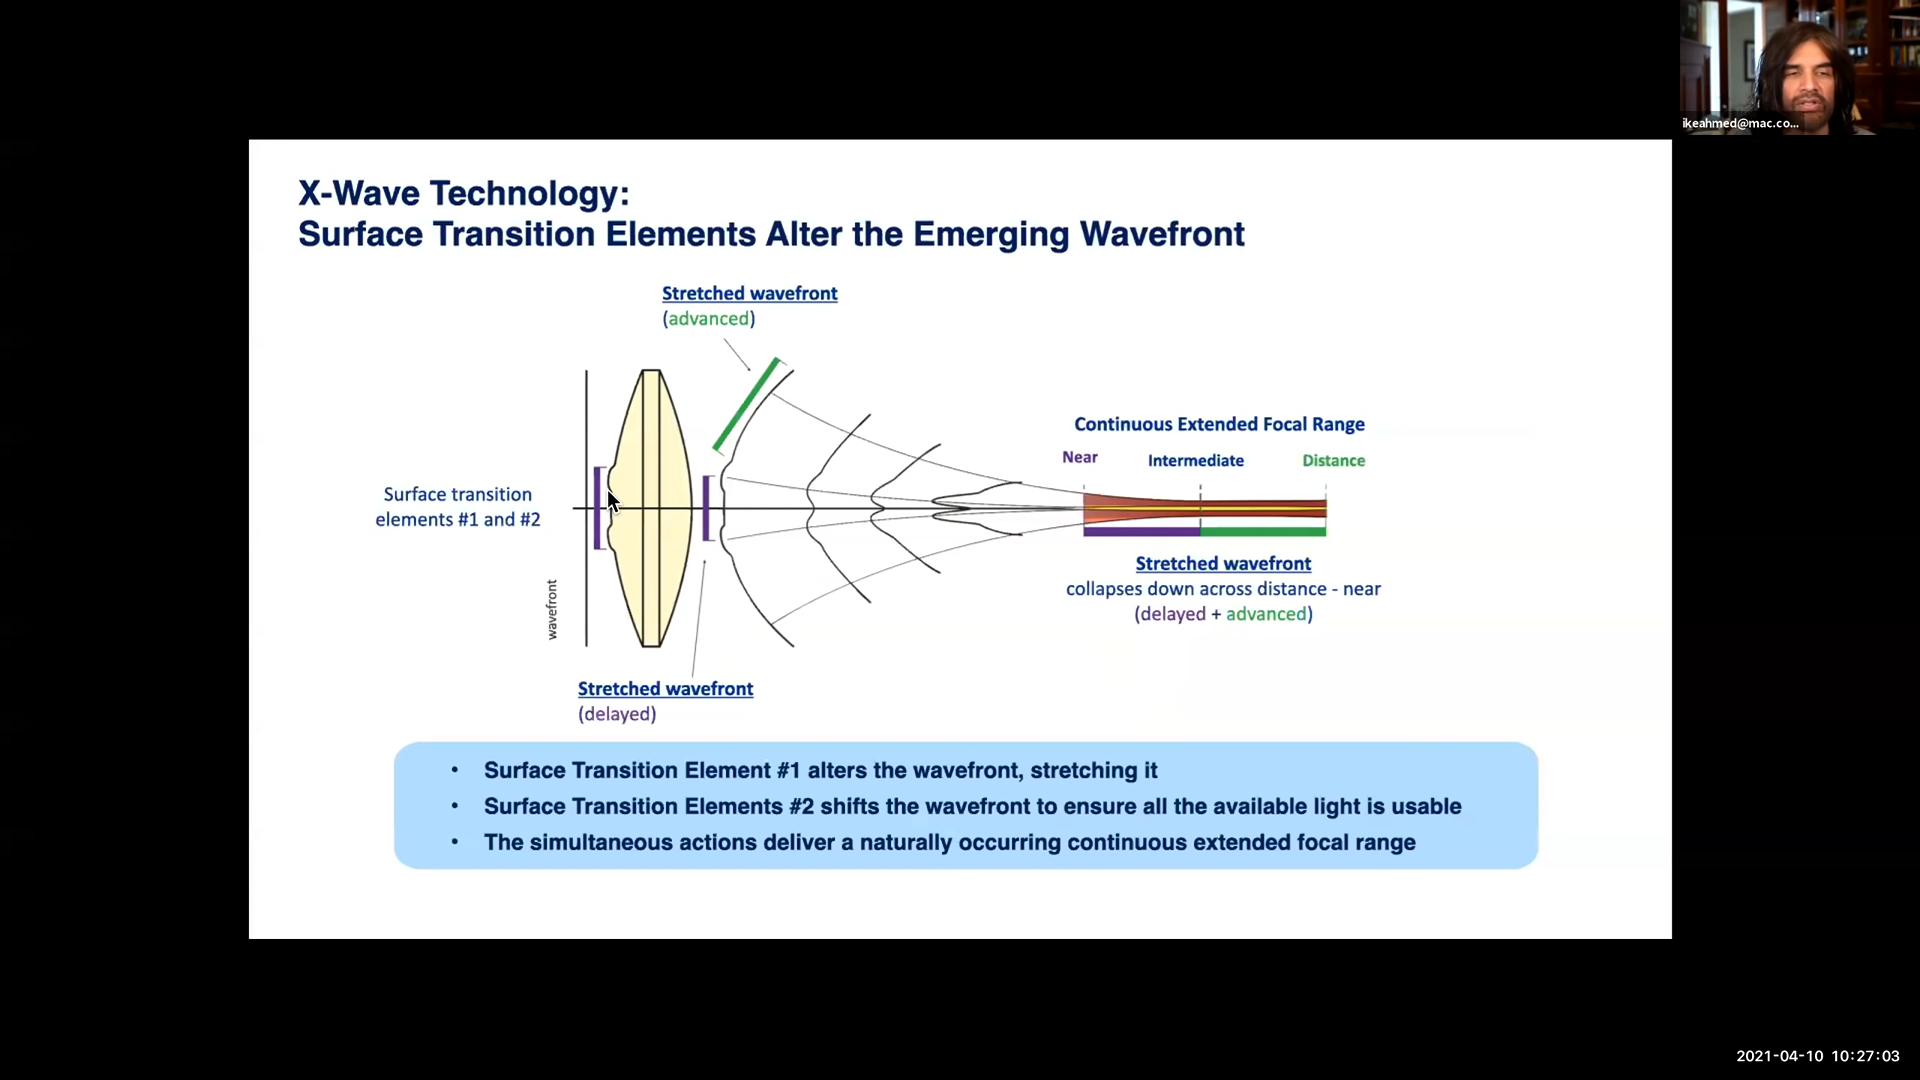 ikeahmed@mac.co...
X-Wave Technology:
Surface Transition Elements Alter the Emerging Wavefront
Stretched wavefront
(advanced)
Continuous Extended Focal Range
Near
Intermediate
Distance
Surface transition
elements #1 and #2
wavefront
Stretched wavefront
collapses down across distance - near
(delayed + advanced)
Stretched wavefront
(delayed)
• Surface Transition Element #1 alters the wavefront, stretching it
• Surface Transition Elements #2 shifts the wavefront to ensure all the available light is usable
• The simultaneous actions deliver a naturally occurring continuous extended focal range
2021-04-10 10:27:03